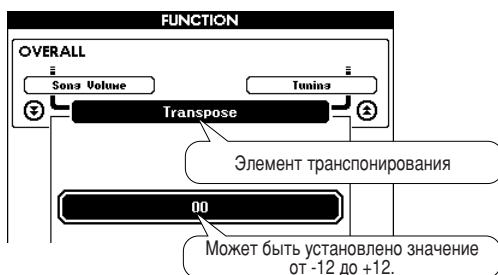 FUNCTION
OVERALL
Song Volume
Tuning
Transpose
Элемент транспонирования
00
Может быть установлено значение
от -12 до +12.